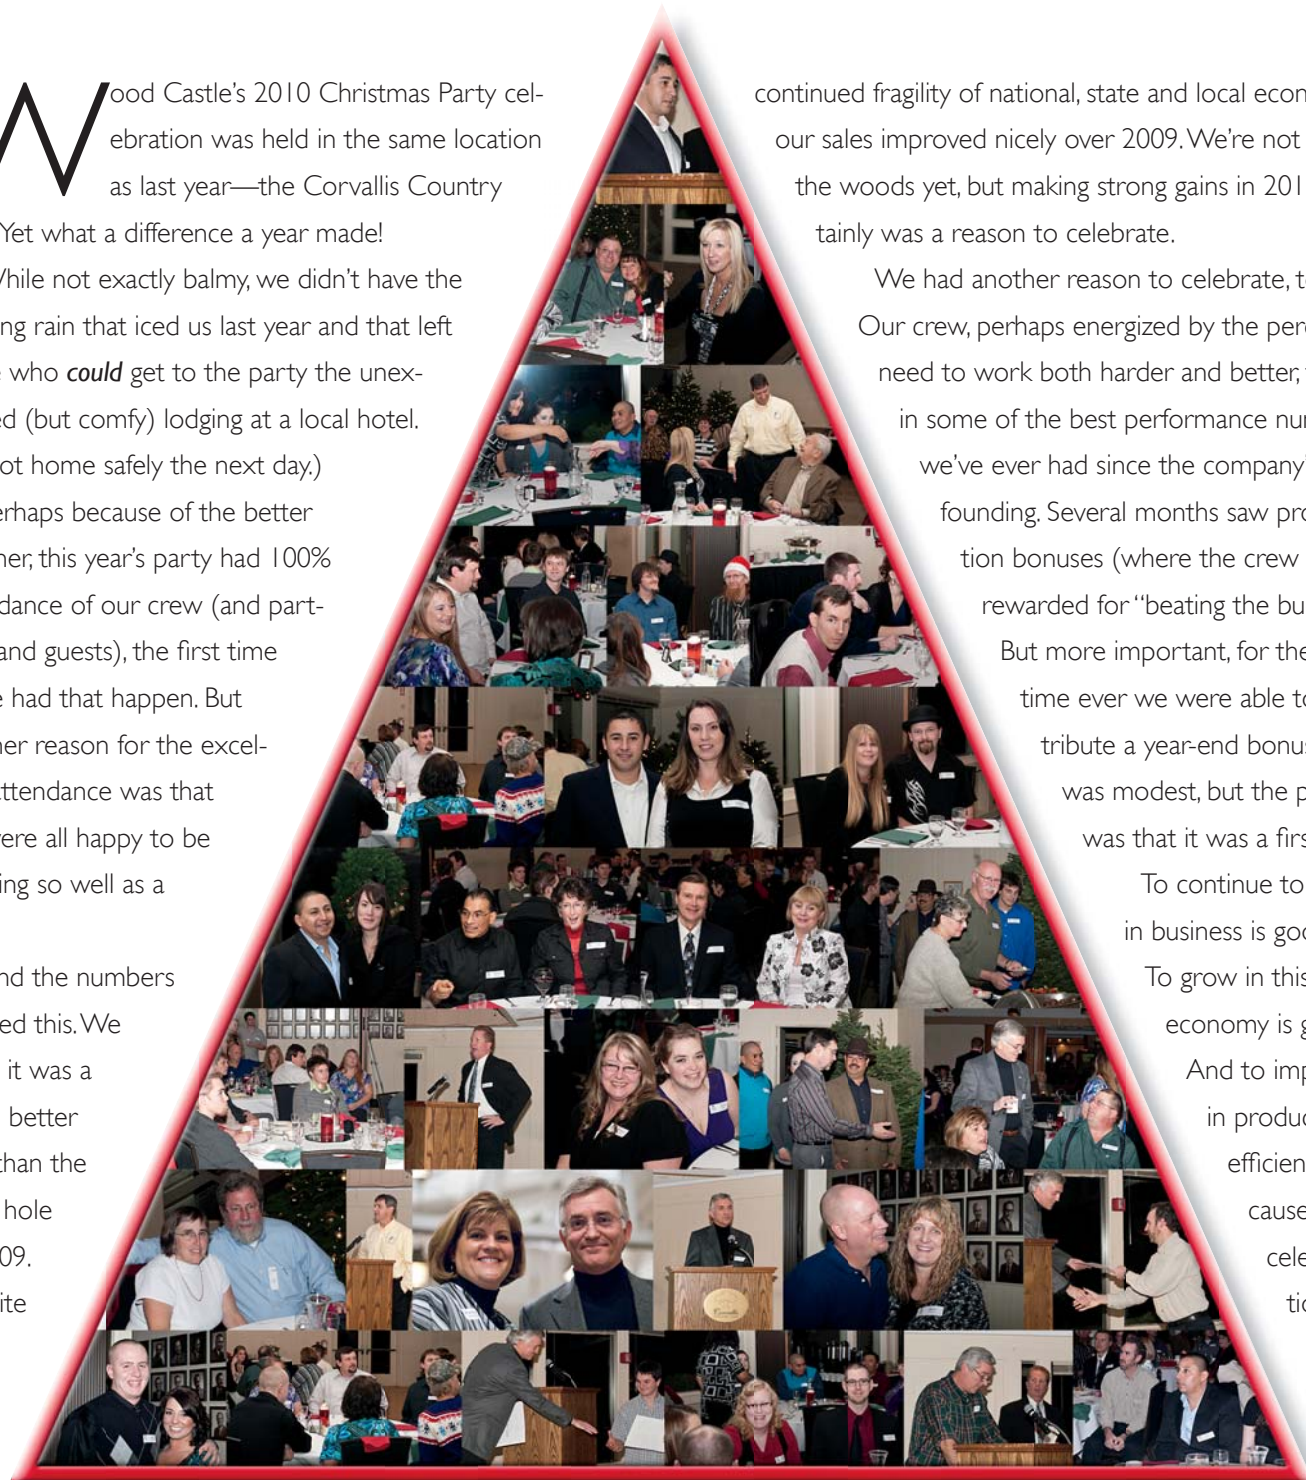 Wood Castle's 2010 Christmas Party cel-
ebration was held in the same location
as last year—the Corvallis Country
Yet what a difference a year made!
While not exactly balmy, we didn't have the
ng rain that iced us last year and that left
e who could get to the party the unex-
ed (but comfy) lodging at a local hotel.
ot home safely the next day.)
erhaps because of the better
her, this year's party had 100%
dance of our crew (and part-
and guests), the first time
e had that happen. But
her reason for the excel-
attendance was that
were all happy to be
ing so well as a
nd the numbers
ed this. We
it was a
better
than the
hole
09.
ite
continued fragility of national, state and local econ
our sales improved nicely over 2009. We're not
the woods yet, but making strong gains in 201
tainly was a reason to celebrate.
We had another reason to celebrate, to
Our crew, perhaps energized by the perc
need to work both harder and better,
in some of the best performance nu
we've ever had since the company'
founding. Several months saw pro
tion bonuses (where the crew
rewarded for "beating the bu
But more important, for the
time ever we were able to
tribute a year-end bonus
was modest, but the p
was that it was a firs
To continue to
in business is goo
To grow in this
economy is g
And to imp
in produc
efficien
cause
cele
tio